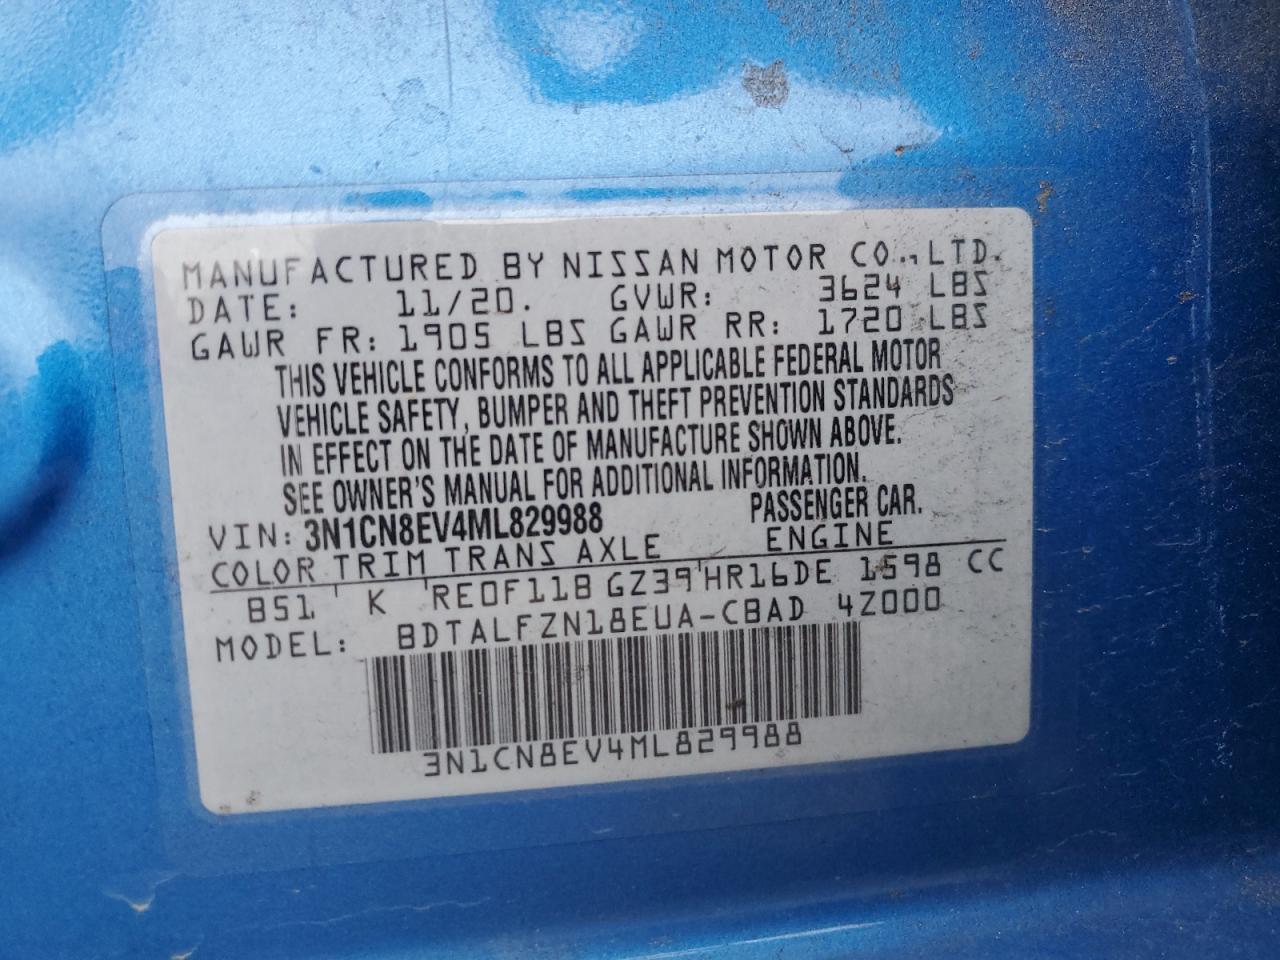 MANUFACTURED BY NISSAN MOTOR CO., LTD.
DATE: 11/20. GVWR: 3624 LBS
GAWR FR: 1905 LBS GAWR RR: 1720 LBS
THIS VEHICLE CONFORMS TO ALL APPLICABLE FEDERAL MOTOR
VEHICLE SAFETY, BUMPER AND THEFT PREVENTION STANDARDS
IN EFFECT ON THE DATE OF MANUFACTURE SHOWN ABOVE.
SEE OWNER'S MANUAL FOR ADDITIONAL INFORMATION.
VIN: 3N1CN8EV4ML829988 PASSENGER CAR.
COLOR TRIM TRANS AXLE ENGINE
B51 K RE0F11B GZ39 HR16DE 1598 CC
MODEL: BDTALFZN18EUA-CBAD 4Z000
3N1CN8EV4ML829988